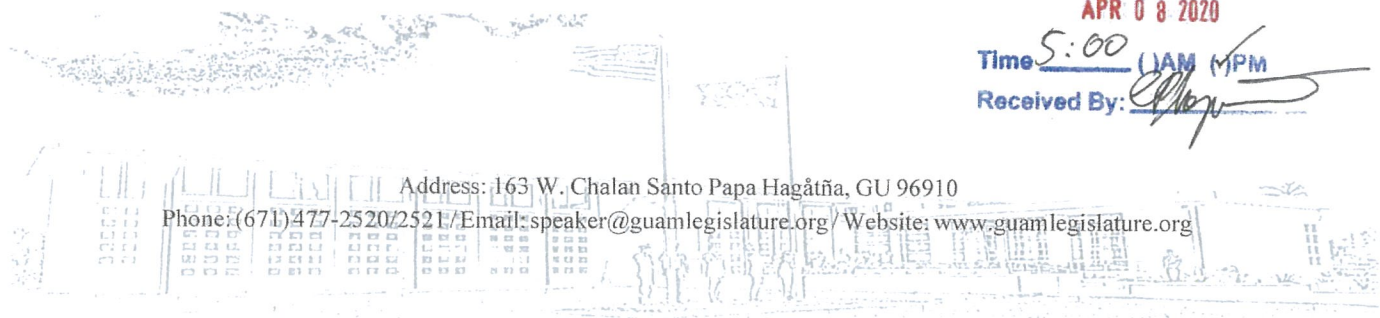 APR 0 8 2020
Time 5:00 ( )AM (✓)PM
Received By:
Address: 163 W. Chalan Santo Papa Hagåtña, GU 96910
Phone: (671)477-2520/2521 / Email: speaker@guamlegislature.org / Website: www.guamlegislature.org